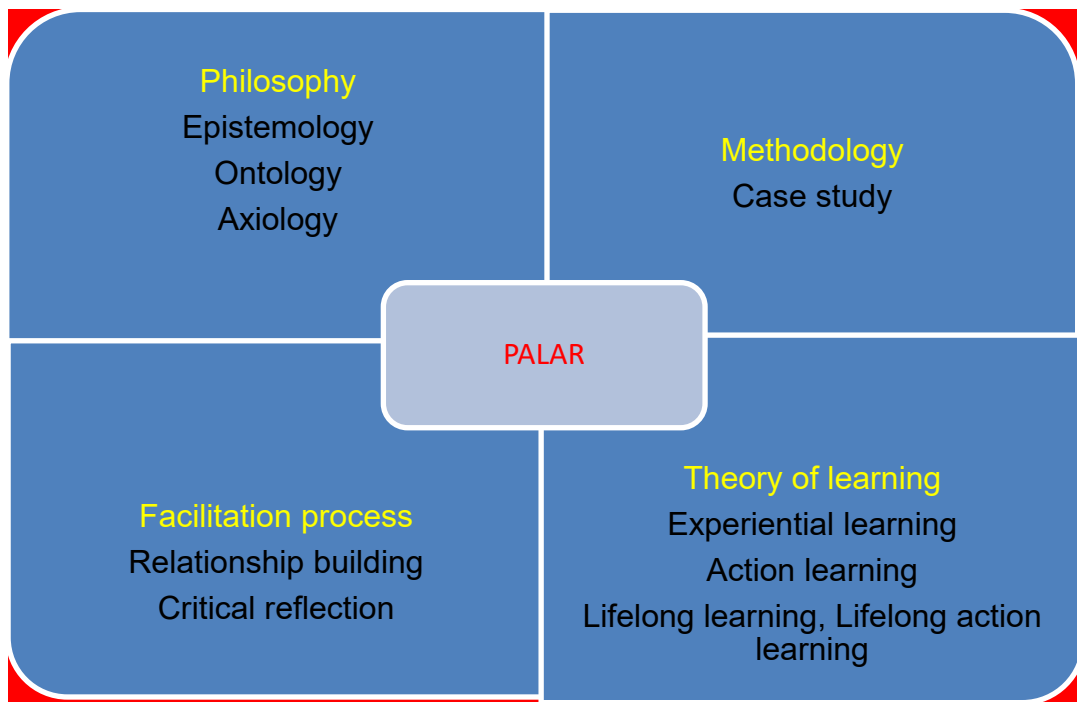 Philosophy
Epistemology
Ontology
Axiology
Methodology
Case study
PALAR
Facilitation process
Relationship building
Critical reflection
Theory of learning
Experiential learning
Action learning
Lifelong learning, Lifelong action
learning